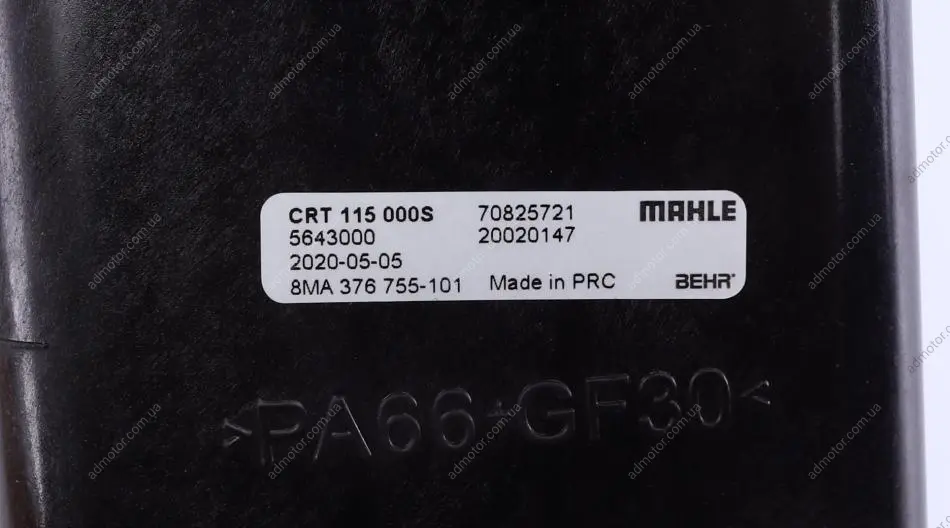 CRT 115 000S 70825721 MAHLE
5643000 20020147
2020-05-05
8MA 376 755-101 Made in PRC BEHR®
>PA66-GF30<
admotor.com.ua